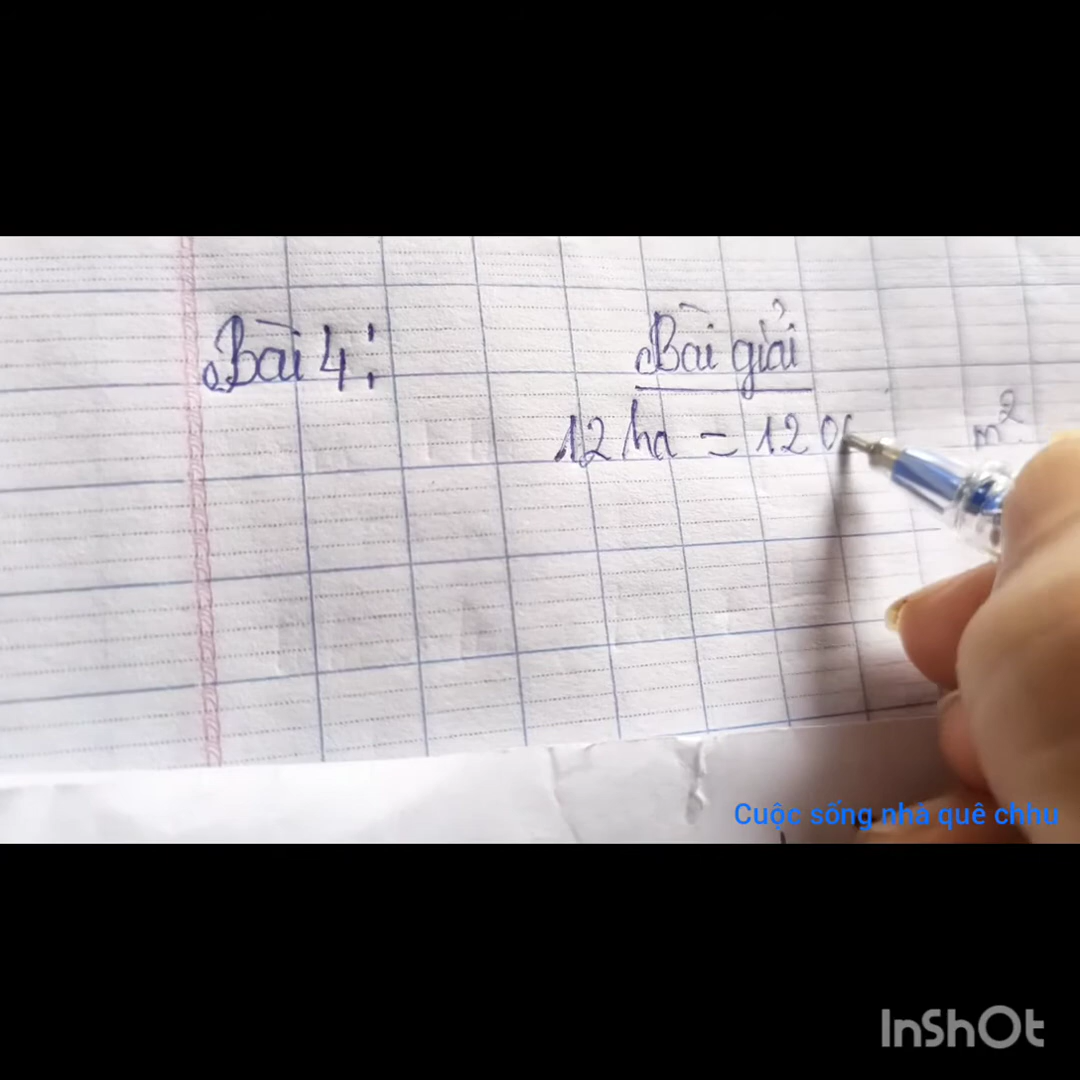 Bài 4:
Bài giải
12 ha = 120 m²
Cuộc sống nhà quê chhu
InShOt